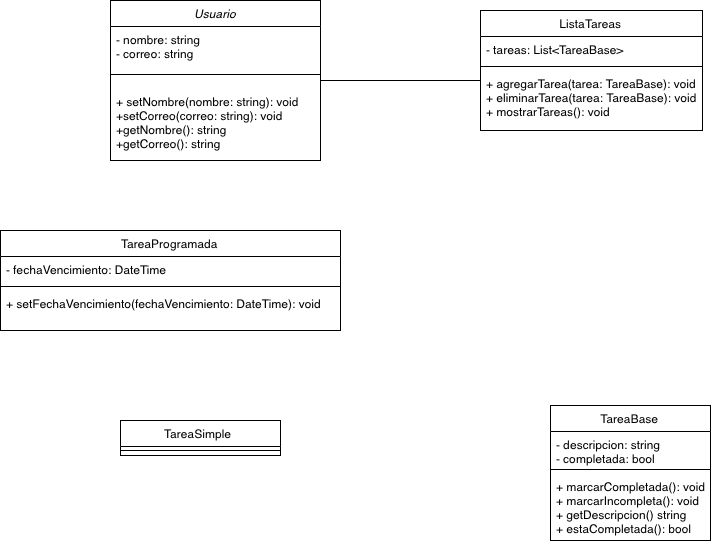 Usuario
- nombre: string
- correo: string
+ setNombre(nombre: string): void
+setCorreo(correo: string): void
+getNombre(): string
+getCorreo(): string
ListaTareas
- tareas: List<TareaBase>
+ agregarTarea(tarea: TareaBase): void
+ eliminarTarea(tarea: TareaBase): void
+ mostrarTareas(): void
TareaProgramada
- fechaVencimiento: DateTime
+ setFechaVencimiento(fechaVencimiento: DateTime): void
TareaSimple
TareaBase
- descripcion: string
- completada: bool
+ marcarCompletada(): void
+ marcarIncompleta(): void
+ getDescripcion() string
+ estaCompletada(): bool